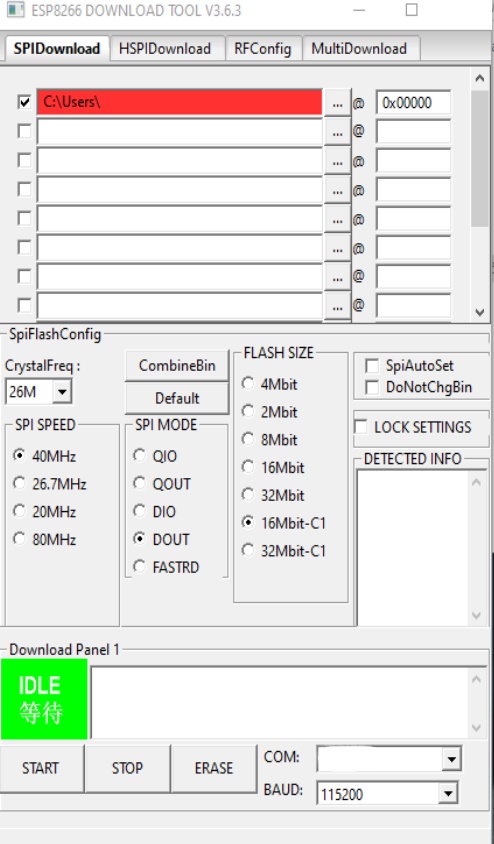 ESP8266 DOWNLOAD TOOL V3.6.3
SPIDownload HSPIDownload RFConfig MultiDownload
C:\Users\ ... @ 0x00000
... @
... @
... @
... @
... @
... @
... @
SpiFlashConfig
CrystalFreq :
26M
CombineBin
Default
SPI SPEED
40MHz
26.7MHz
20MHz
80MHz
SPI MODE
QIO
QOUT
DIO
DOUT
FASTRD
FLASH SIZE
4Mbit
2Mbit
8Mbit
16Mbit
32Mbit
16Mbit-C1
32Mbit-C1
SpiAutoSet
DoNotChgBin
LOCK SETTINGS
DETECTED INFO
Download Panel 1
IDLE
等待
START STOP ERASE
COM:
BAUD: 115200